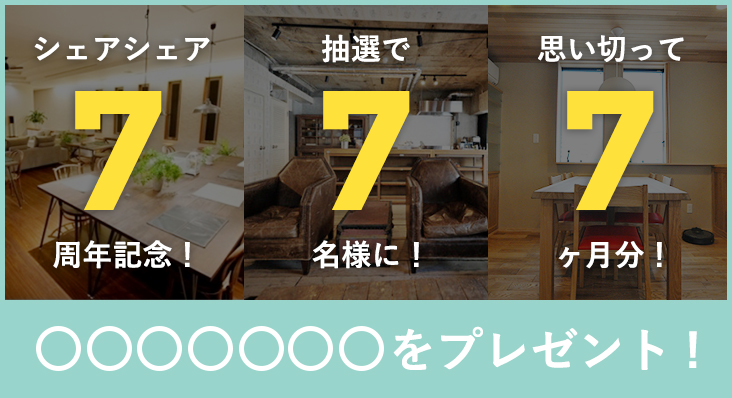 シェアシェア
7
周年記念！
抽選で
7
名様に！
思い切って
7
ヶ月分！
〇〇〇〇〇〇〇をプレゼント！